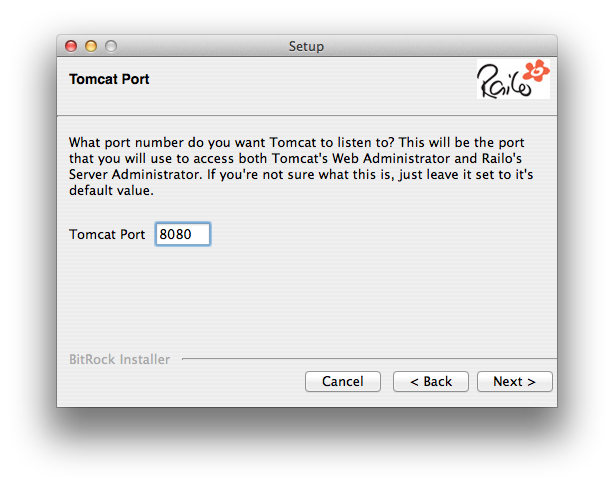 Setup
Tomcat Port
Railo
What port number do you want Tomcat to listen to? This will be the port
that you will use to access both Tomcat's Web Administrator and Railo's
Server Administrator. If you're not sure what this is, just leave it set to it's
default value.
Tomcat Port 8080
BitRock Installer
Cancel < Back Next >